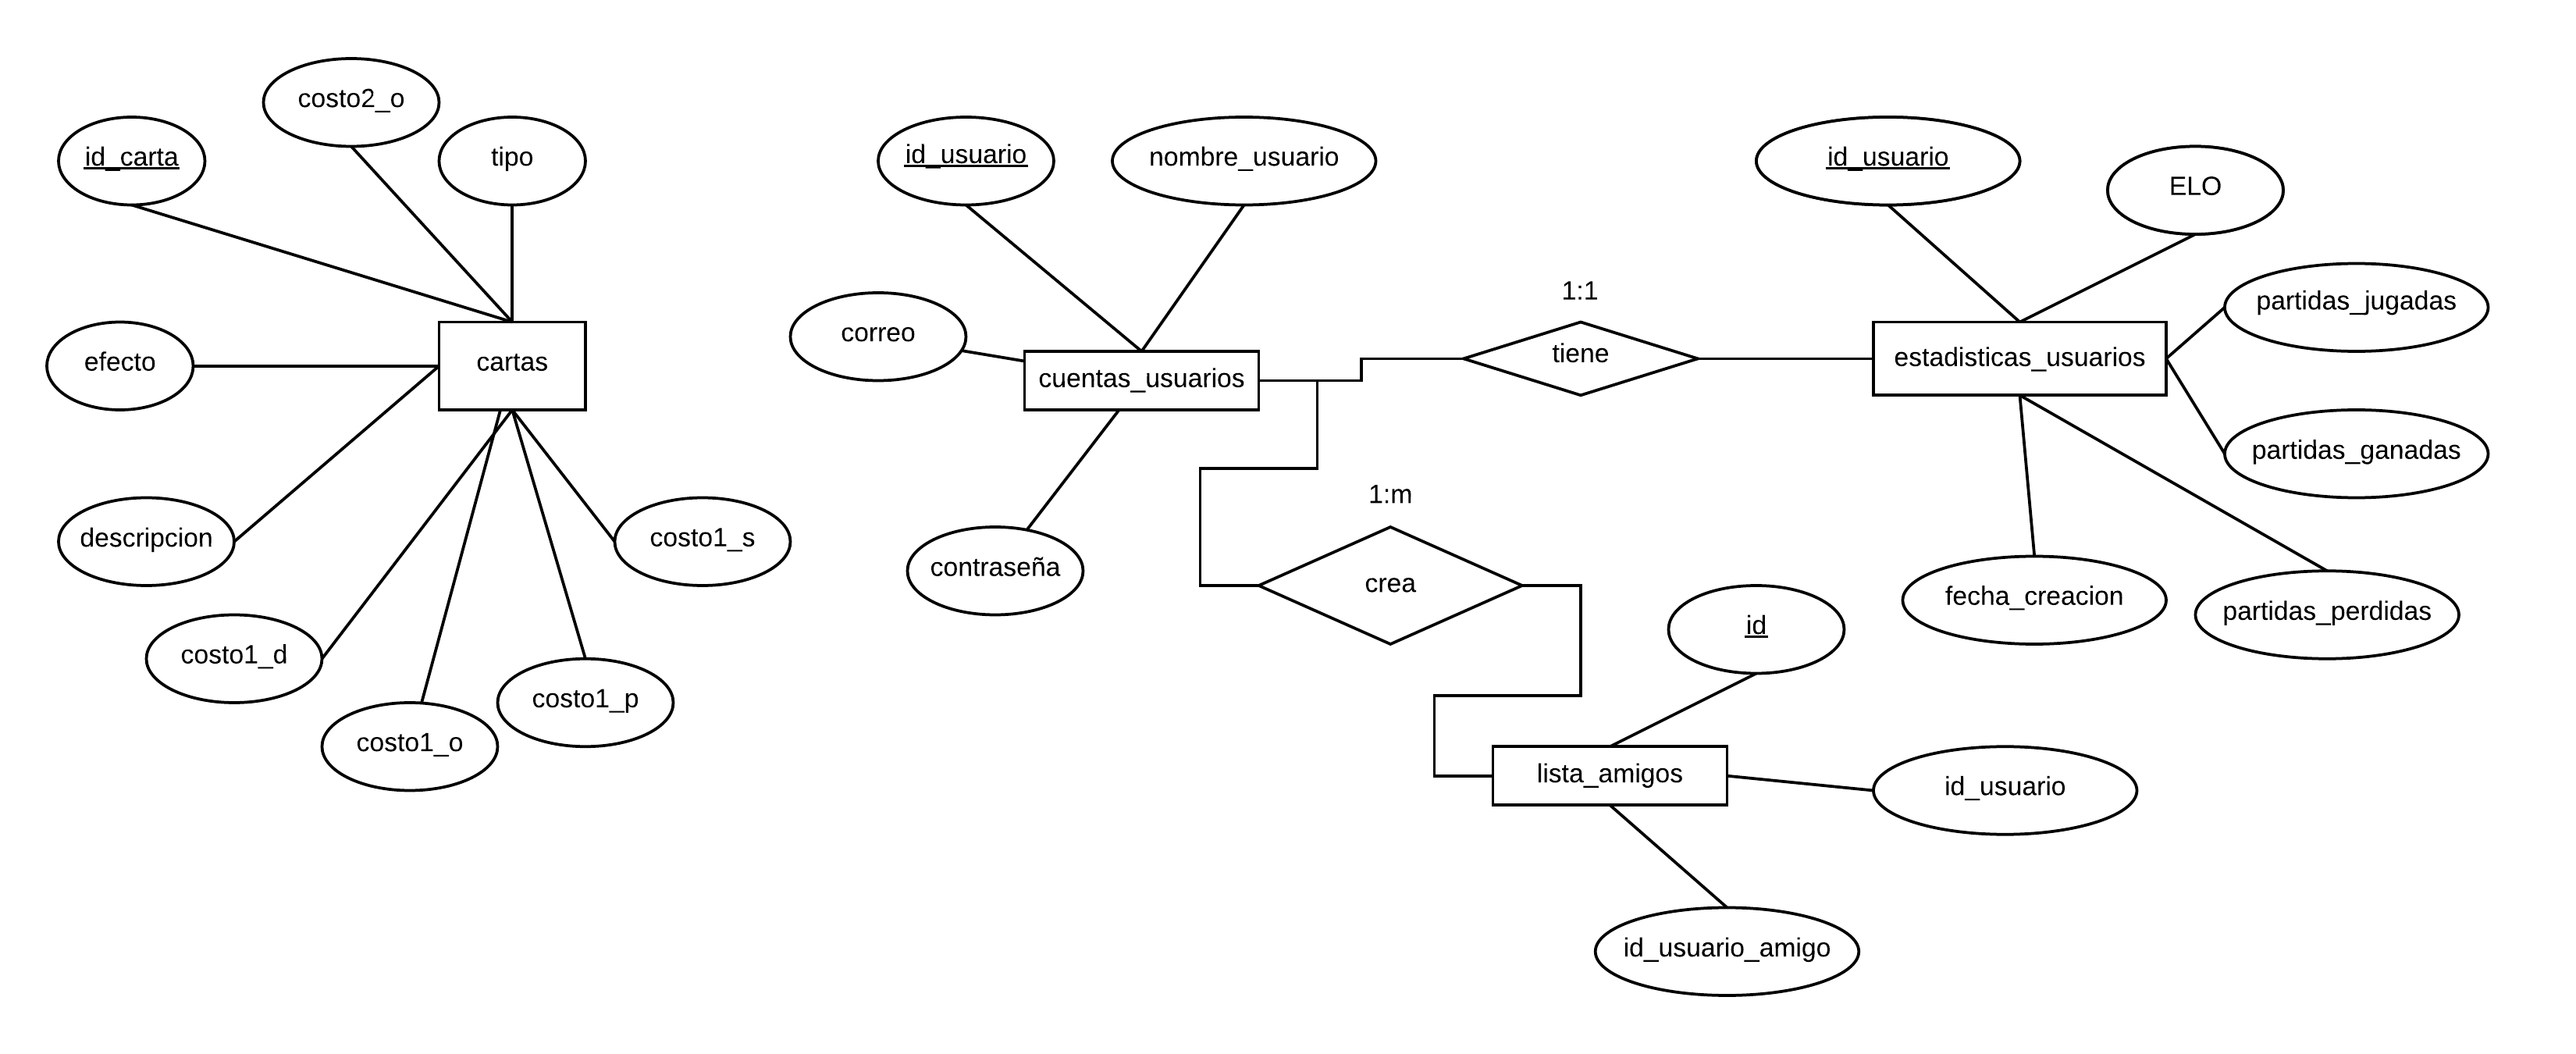 costo2_o
id_carta
tipo
efecto
cartas
descripcion
costo1_s
costo1_d
costo1_p
costo1_o
id_usuario
nombre_usuario
correo
cuentas_usuarios
contraseña
1:1
tiene
1:m
crea
id_usuario
ELO
partidas_jugadas
estadisticas_usuarios
partidas_ganadas
fecha_creacion
partidas_perdidas
id
lista_amigos
id_usuario
id_usuario_amigo